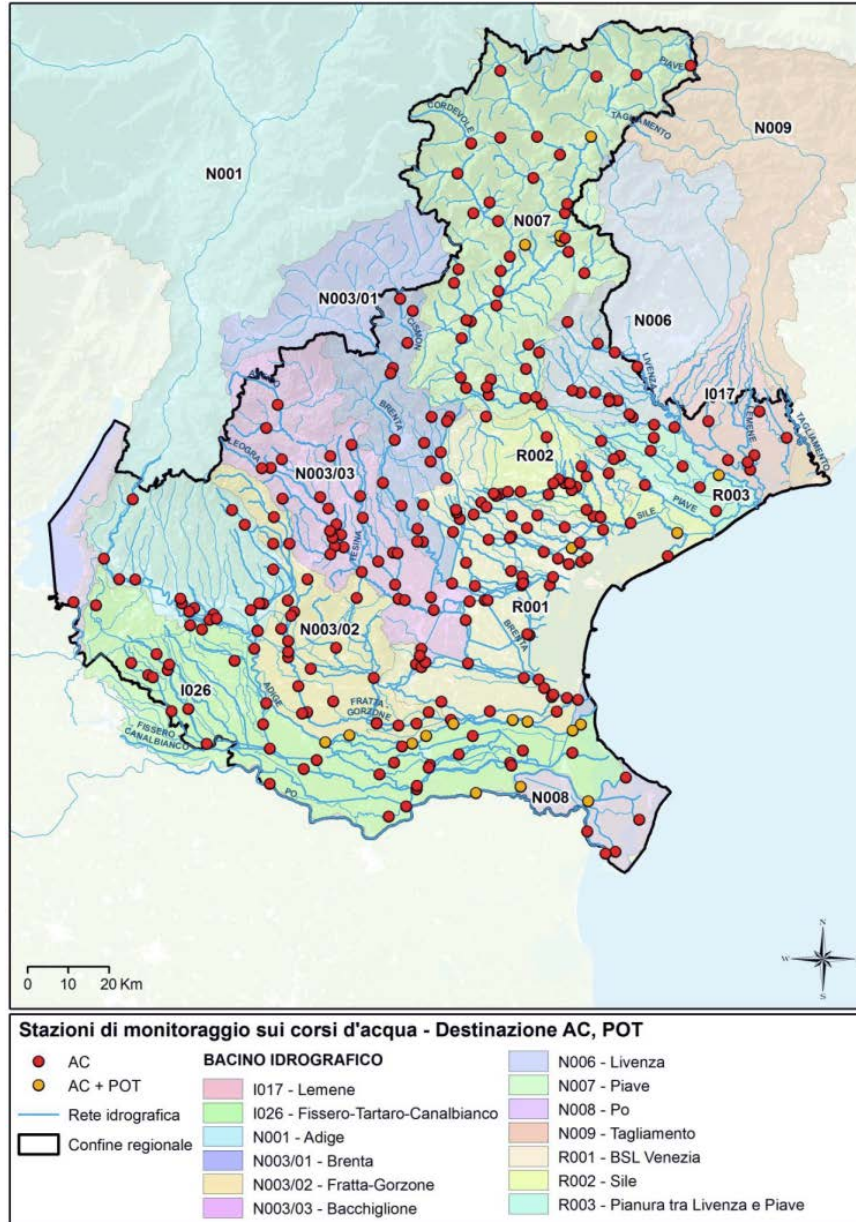 PIAVE
CORDEVOLE
TAGLIAMENTO
N009
N001
N007
N003/01
CISMON
N006
LIVENZA
I017
LEMENE
TAGLIAMENTO
BRENTA
LEOGRA
N003/03
R002
R003
PIAVE
SILE
TESINA
R001
N003/02
BRENTA
I026
ADIGE
FRATTA -
GORZONE
FISSERO
CANALBIANCO
PO
N008
N
W E
S
0 10 20 Km
Stazioni di monitoraggio sui corsi d'acqua - Destinazione AC, POT
AC
AC + POT
Rete idrografica
Confine regionale
BACINO IDROGRAFICO
I017 - Lemene
I026 - Fissero-Tartaro-Canalbianco
N001 - Adige
N003/01 - Brenta
N003/02 - Fratta-Gorzone
N003/03 - Bacchiglione
N006 - Livenza
N007 - Piave
N008 - Po
N009 - Tagliamento
R001 - BSL Venezia
R002 - Sile
R003 - Pianura tra Livenza e Piave